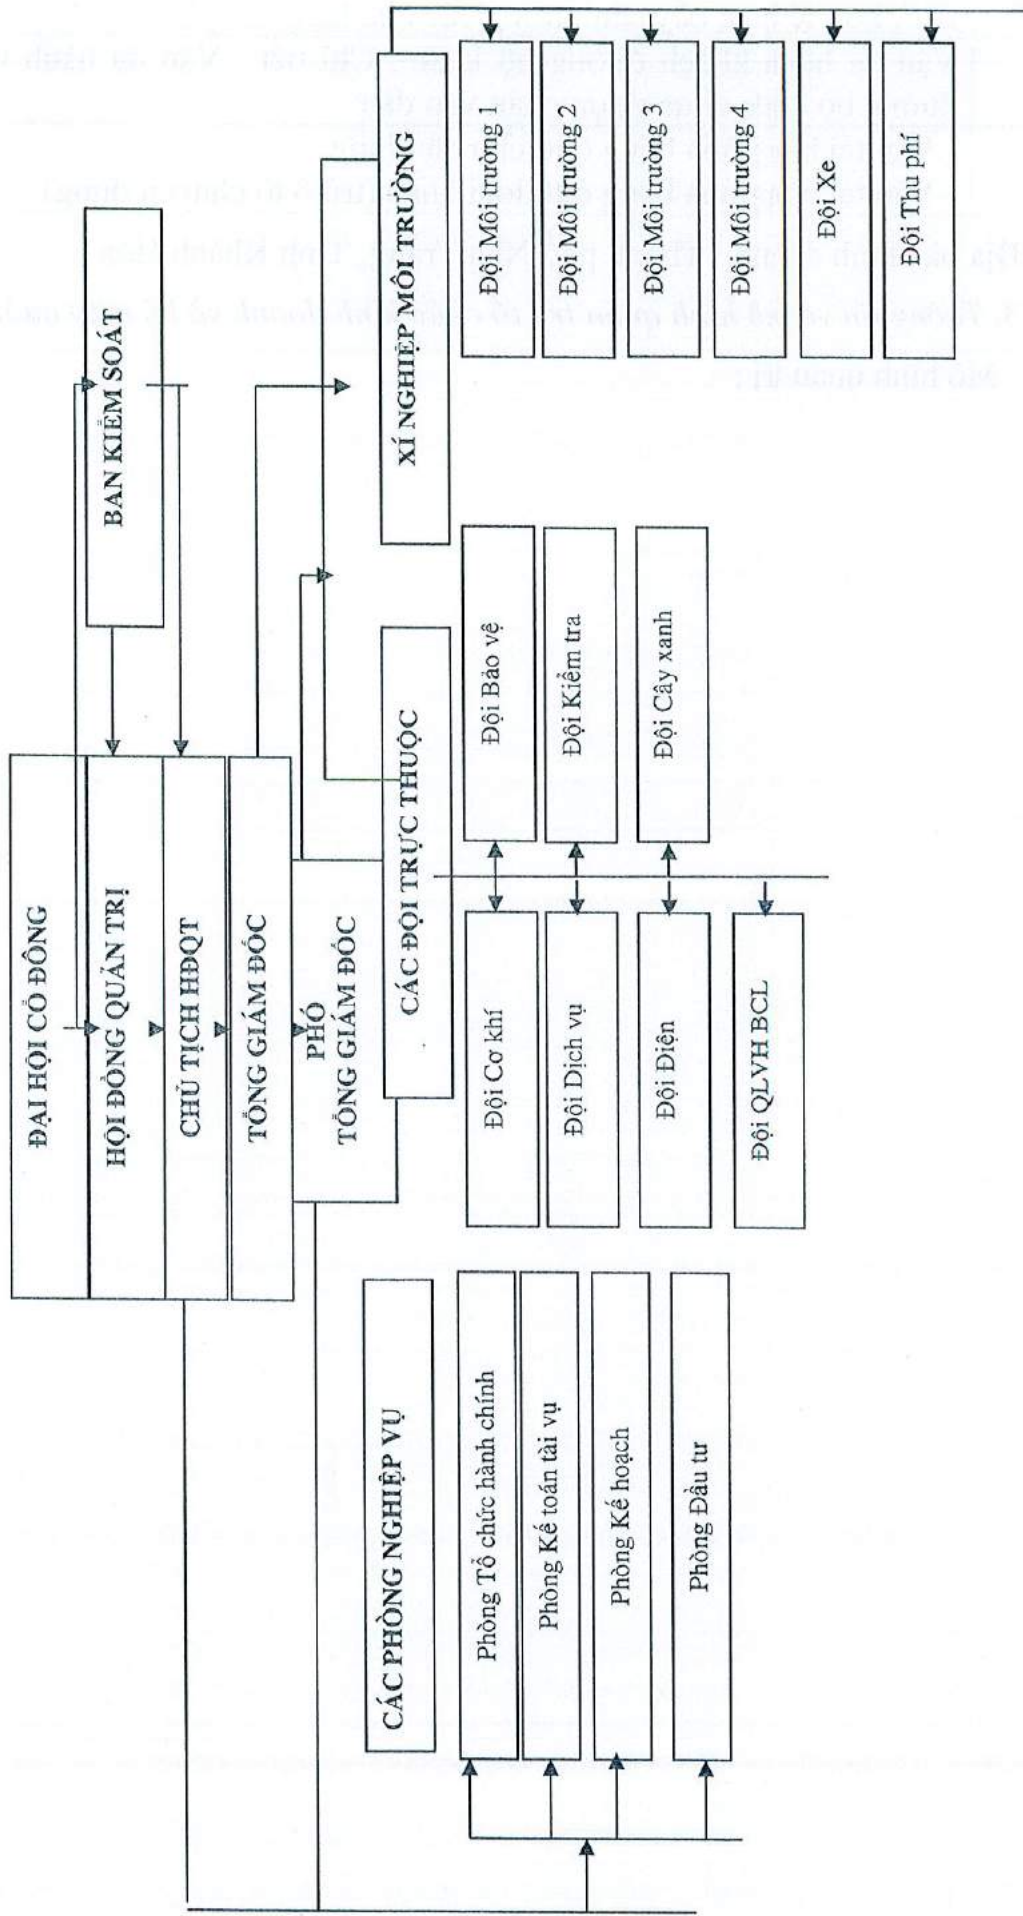 ĐẠI HỘI CỔ ĐÔNG
HỘI ĐỒNG QUẢN TRỊ
BAN KIỂM SOÁT
CHỦ TỊCH HĐQT
TỔNG GIÁM ĐỐC
PHÓ
TỔNG GIÁM ĐỐC
CÁC PHÒNG NGHIỆP VỤ
CÁC ĐỘI TRỰC THUỘC
XÍ NGHIỆP MÔI TRƯỜNG
Phòng Tổ chức hành chính
Phòng Kế toán tài vụ
Phòng Kế hoạch
Phòng Đầu tư
Đội Cơ khí
Đội Dịch vụ
Đội Điện
Đội QLVH BCL
Đội Bảo vệ
Đội Kiểm tra
Đội Cây xanh
Đội Môi trường 1
Đội Môi trường 2
Đội Môi trường 3
Đội Môi trường 4
Đội Xe
Đội Thu phí